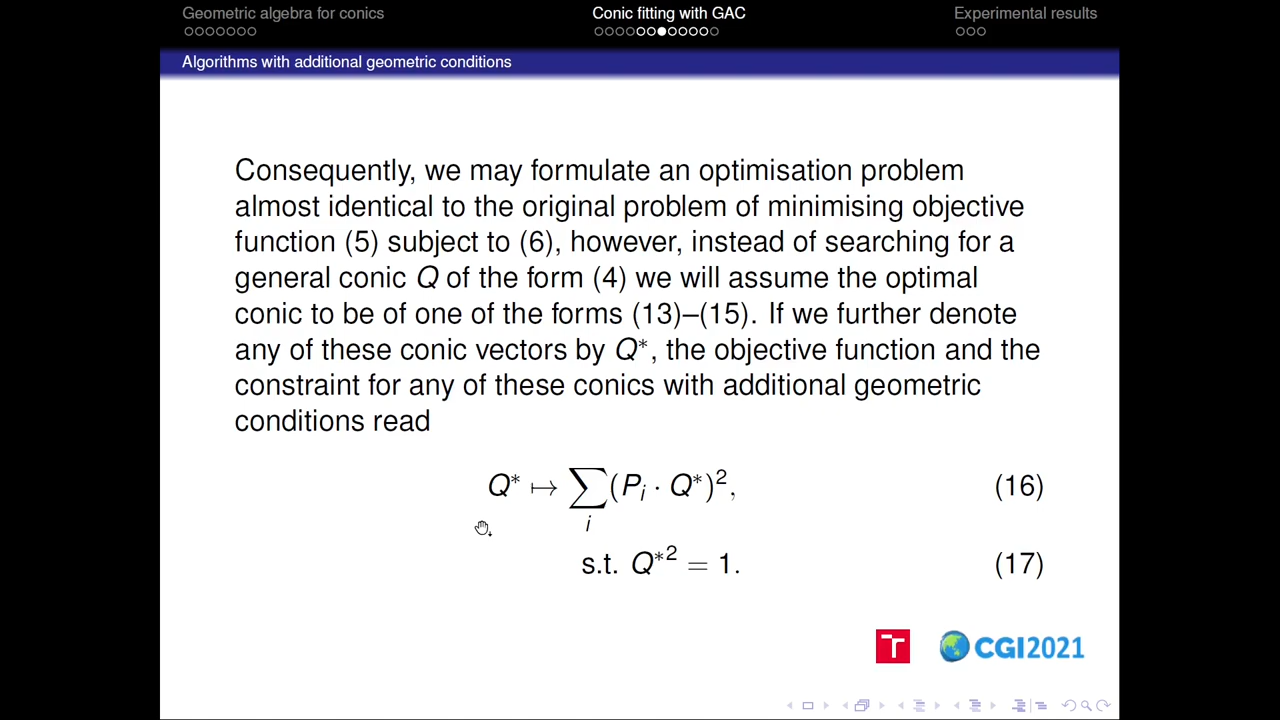 Geometric algebra for conics
Conic fitting with GAC
Experimental results
Algorithms with additional geometric conditions
Consequently, we may formulate an optimisation problem
almost identical to the original problem of minimising objective
function (5) subject to (6), however, instead of searching for a
general conic Q of the form (4) we will assume the optimal
conic to be of one of the forms (13)–(15). If we further denote
any of these conic vectors by Q*, the objective function and the
constraint for any of these conics with additional geometric
conditions read
Q* ↦ ∑i (Pi · Q*)², (16)
s.t. Q*² = 1. (17)
T CGI2021